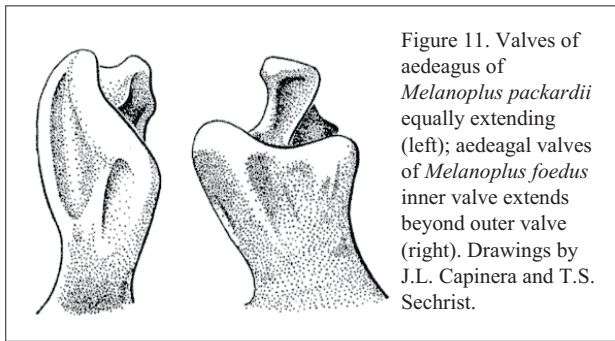 Figure 11. Valves of
aedeagus of
Melanoplus packardii
equally extending
(left); aedeagal valves
of Melanoplus foedus
inner valve extends
beyond outer valve
(right). Drawings by
J.L. Capinera and T.S.
Sechrist.